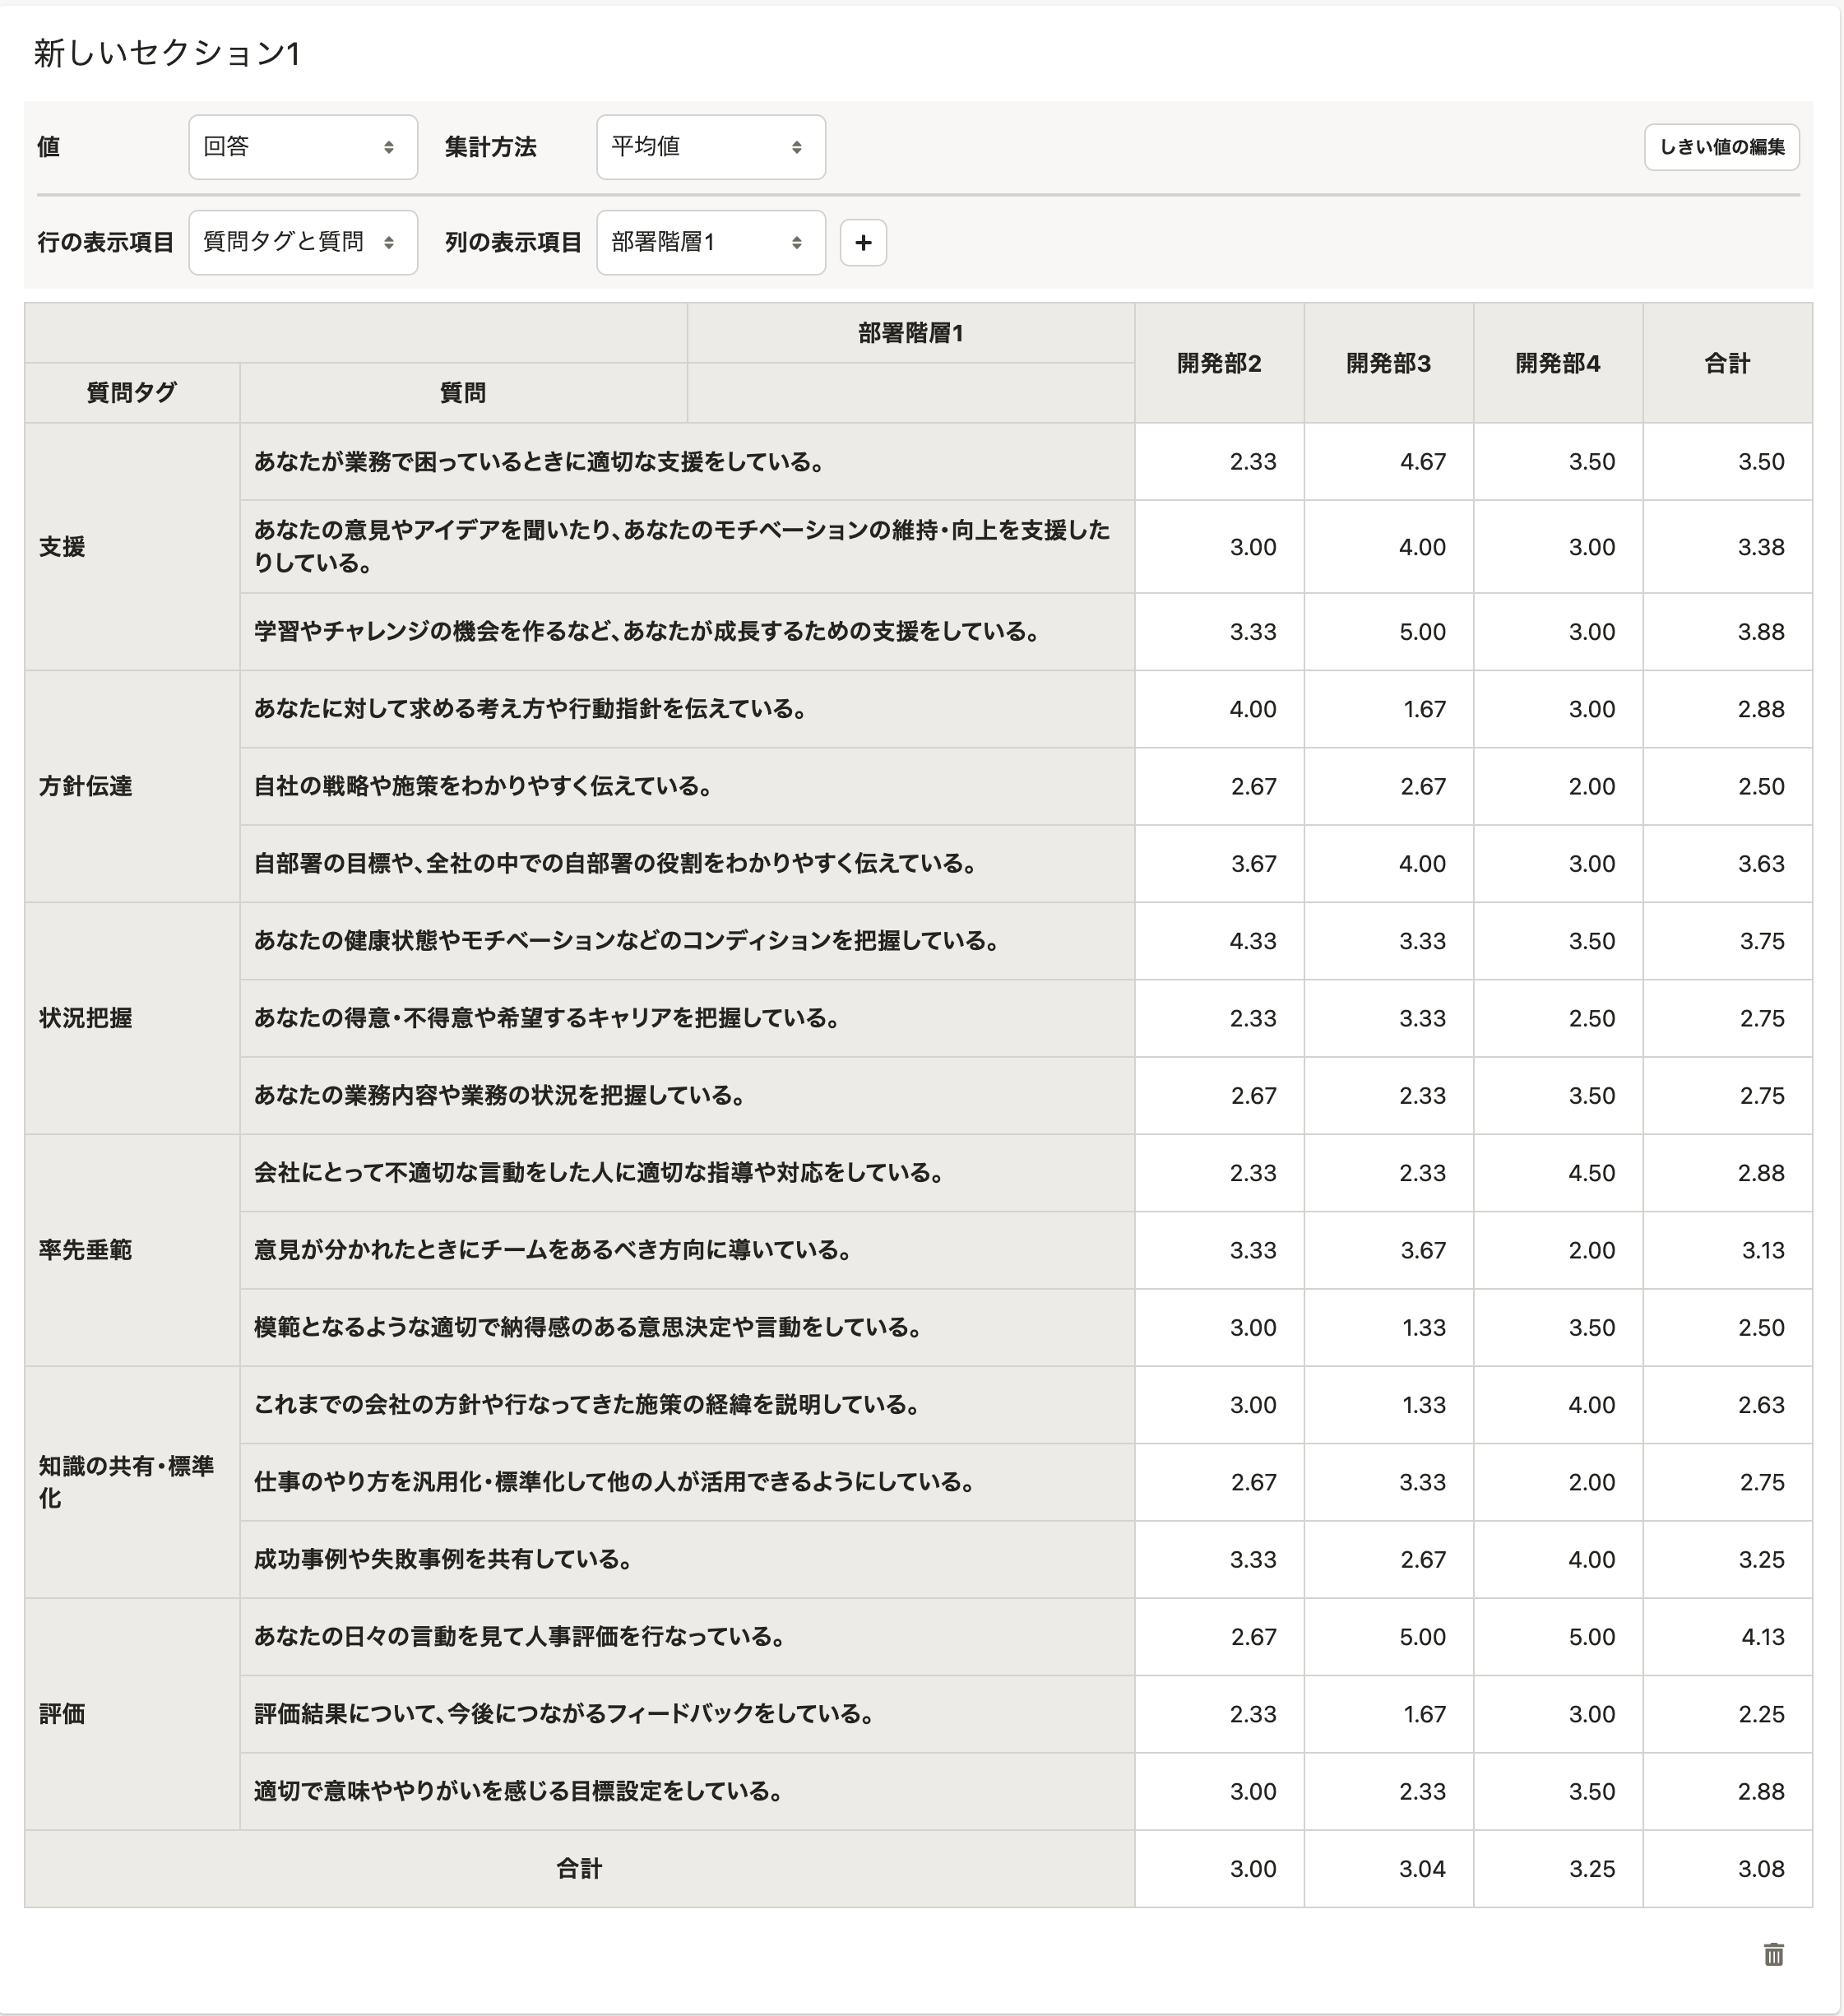 新しいセクション1
値 回答 集計方法 平均値 しきい値の編集
行の表示項目 質問タグと質問 列の表示項目 部署階層1 +
部署階層1 開発部2 開発部3 開発部4 合計
質問タグ 質問
支援
あなたが業務で困っているときに適切な支援をしている。 2.33 4.67 3.50 3.50
あなたの意見やアイデアを聞いたり、あなたのモチベーションの維持・向上を支援した
りしている。 3.00 4.00 3.00 3.38
学習やチャレンジの機会を作るなど、あなたが成長するための支援をしている。 3.33 5.00 3.00 3.88
方針伝達
あなたに対して求める考え方や行動指針を伝えている。 4.00 1.67 3.00 2.88
自社の戦略や施策をわかりやすく伝えている。 2.67 2.67 2.00 2.50
自部署の目標や、全社の中での自部署の役割をわかりやすく伝えている。 3.67 4.00 3.00 3.63
状況把握
あなたの健康状態やモチベーションなどのコンディションを把握している。 4.33 3.33 3.50 3.75
あなたの得意・不得意や希望するキャリアを把握している。 2.33 3.33 2.50 2.75
あなたの業務内容や業務の状況を把握している。 2.67 2.33 3.50 2.75
率先垂範
会社にとって不適切な言動をした人に適切な指導や対応をしている。 2.33 2.33 4.50 2.88
意見が分かれたときにチームをあるべき方向に導いている。 3.33 3.67 2.00 3.13
模範となるような適切で納得感のある意思決定や言動をしている。 3.00 1.33 3.50 2.50
知識の共有・標準
化
これまでの会社の方針や行なってきた施策の経緯を説明している。 3.00 1.33 4.00 2.63
仕事のやり方を汎用化・標準化して他の人が活用できるようにしている。 2.67 3.33 2.00 2.75
成功事例や失敗事例を共有している。 3.33 2.67 4.00 3.25
評価
あなたの日々の言動を見て人事評価を行なっている。 2.67 5.00 5.00 4.13
評価結果について、今後につながるフィードバックをしている。 2.33 1.67 3.00 2.25
適切で意味ややりがいを感じる目標設定をしている。 3.00 2.33 3.50 2.88
合計 3.00 3.04 3.25 3.08